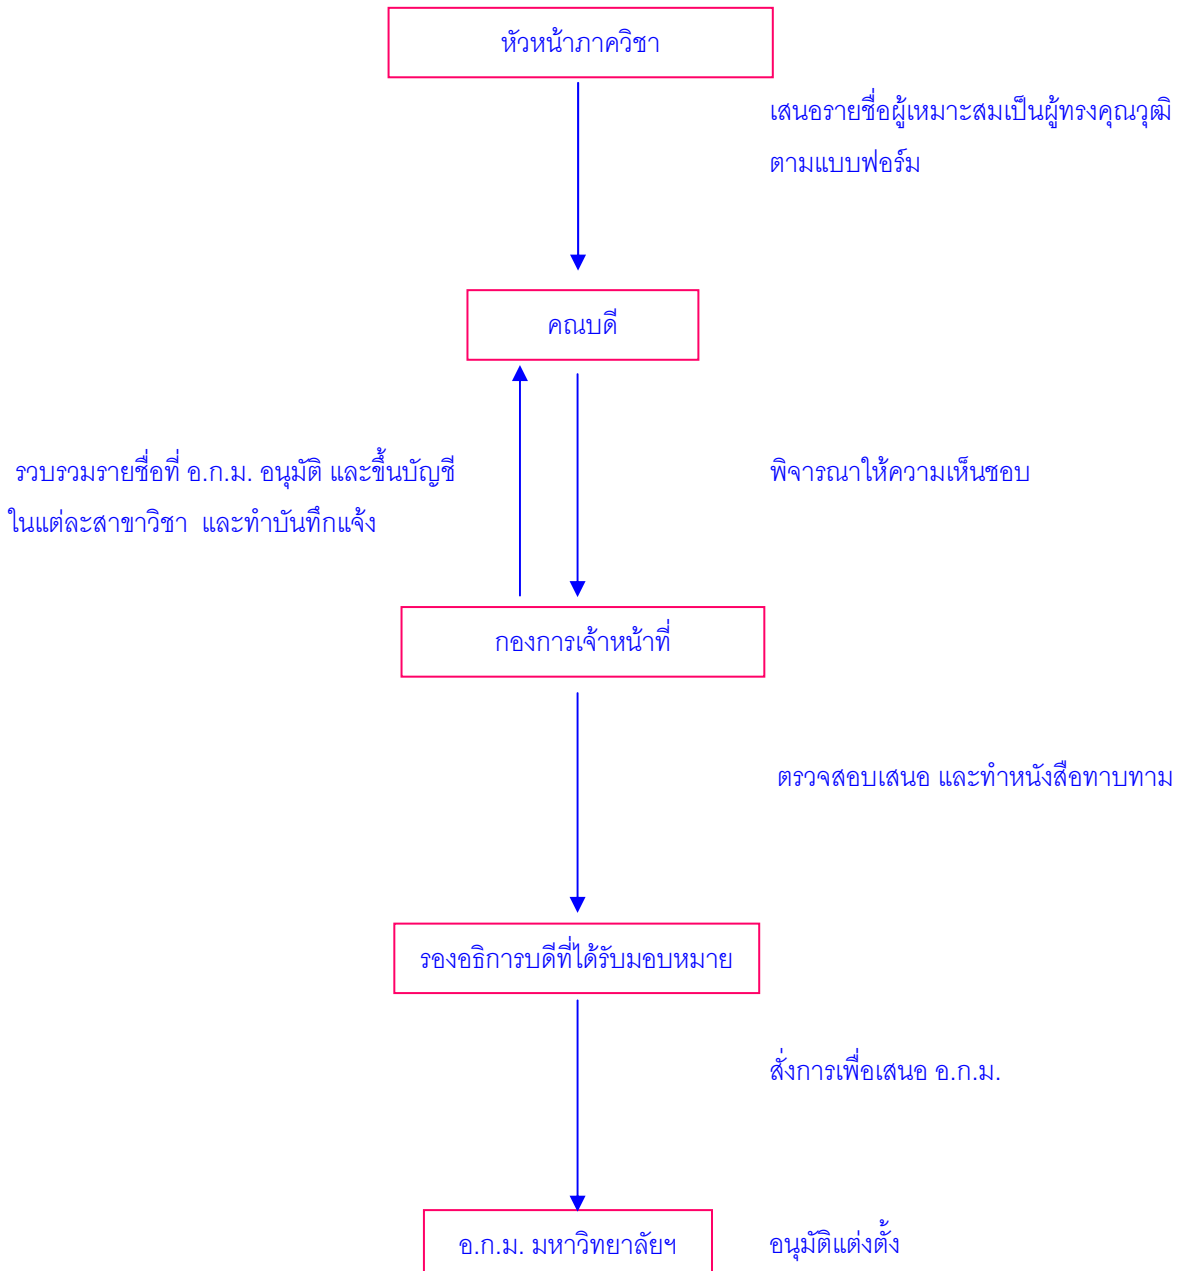 หัวหน้าภาควิชา
เสนอรายชื่อผู้เหมาะสมเป็นผู้ทรงคุณวุฒิ
ตามแบบฟอร์ม
คณบดี
รวบรวมรายชื่อที่ อ.ก.ม. อนุมัติ และขึ้นบัญชี
ในแต่ละสาขาวิชา และทำบันทึกแจ้ง
พิจารณาให้ความเห็นชอบ
กองการเจ้าหน้าที่
ตรวจสอบเสนอ และทำหนังสือทาบทาม
รองอธิการบดีที่ได้รับมอบหมาย
สั่งการเพื่อเสนอ อ.ก.ม.
อ.ก.ม. มหาวิทยาลัยฯ
อนุมัติแต่งตั้ง